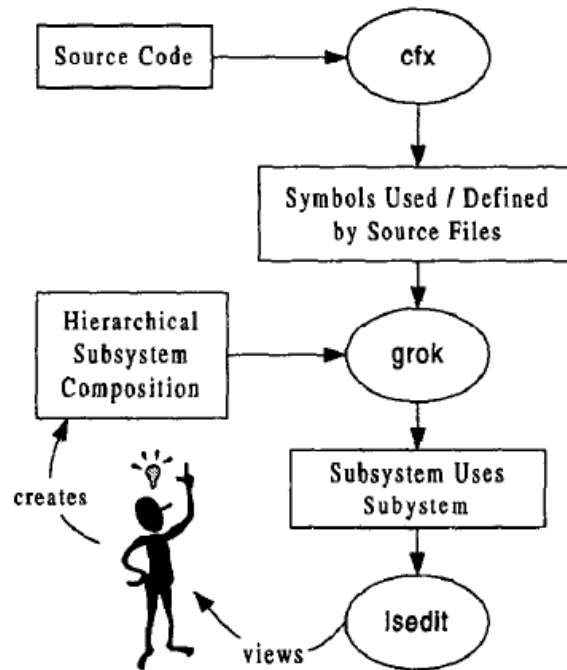 Source Code
cfx
Symbols Used / Defined
by Source Files
Hierarchical
Subsystem
Composition
grok
Subsystem Uses
Subystem
creates
lsedit
views